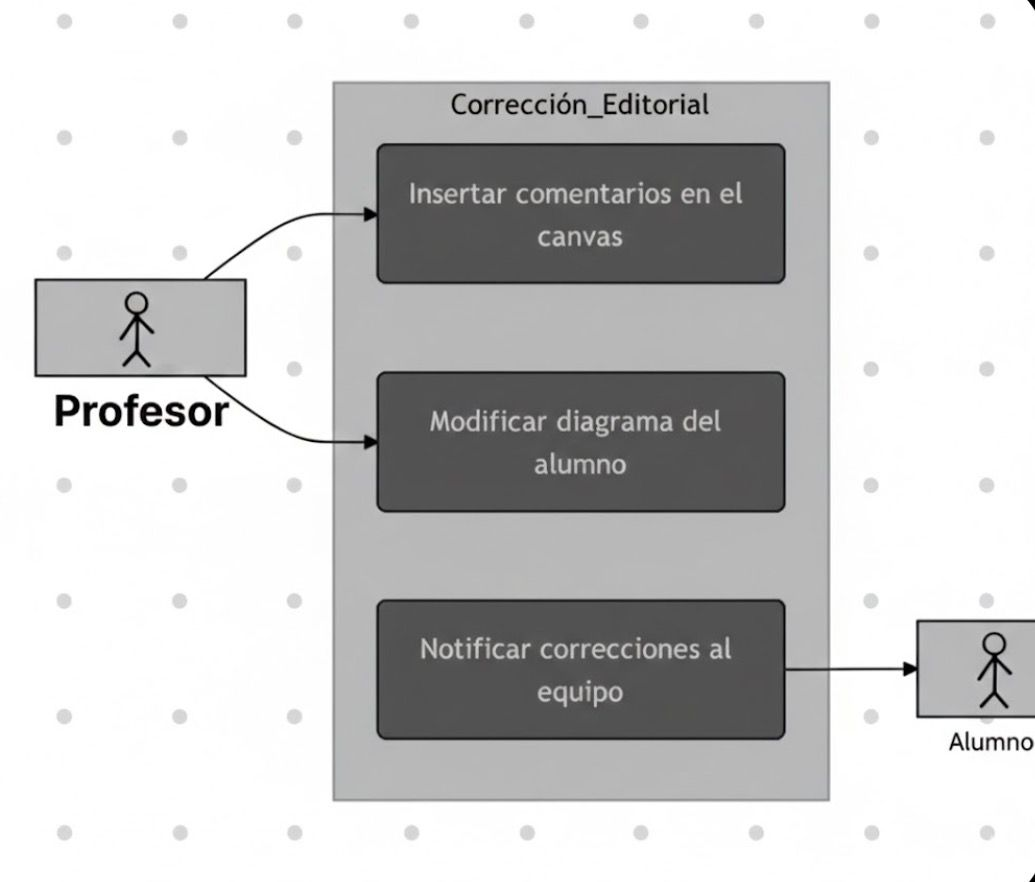 Corrección_Editorial
Insertar comentarios en el
canvas
Profesor
Modificar diagrama del
alumno
Notificar correcciones al
equipo
Alumno